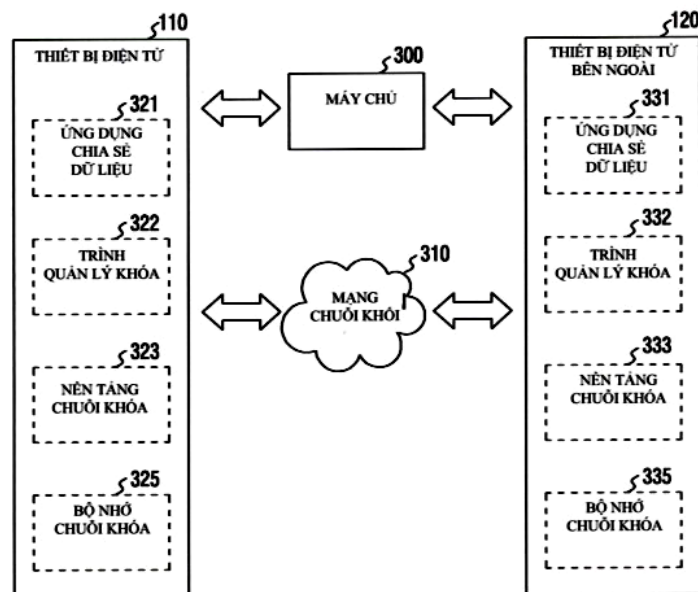 110
THIẾT BỊ ĐIỆN TỬ
321
ỨNG DỤNG
CHIA SẺ
DỮ LIỆU
322
TRÌNH
QUẢN LÝ KHÓA
323
NỀN TẢNG
CHUỖI KHÓA
325
BỘ NHỚ
CHUỖI KHÓA
300
MÁY CHỦ
310
MẠNG
CHUỖI KHỐI
120
THIẾT BỊ ĐIỆN TỬ
BÊN NGOÀI
331
ỨNG DỤNG
CHIA SẺ
DỮ LIỆU
332
TRÌNH
QUẢN LÝ KHÓA
333
NỀN TẢNG
CHUỖI KHÓA
335
BỘ NHỚ
CHUỖI KHÓA